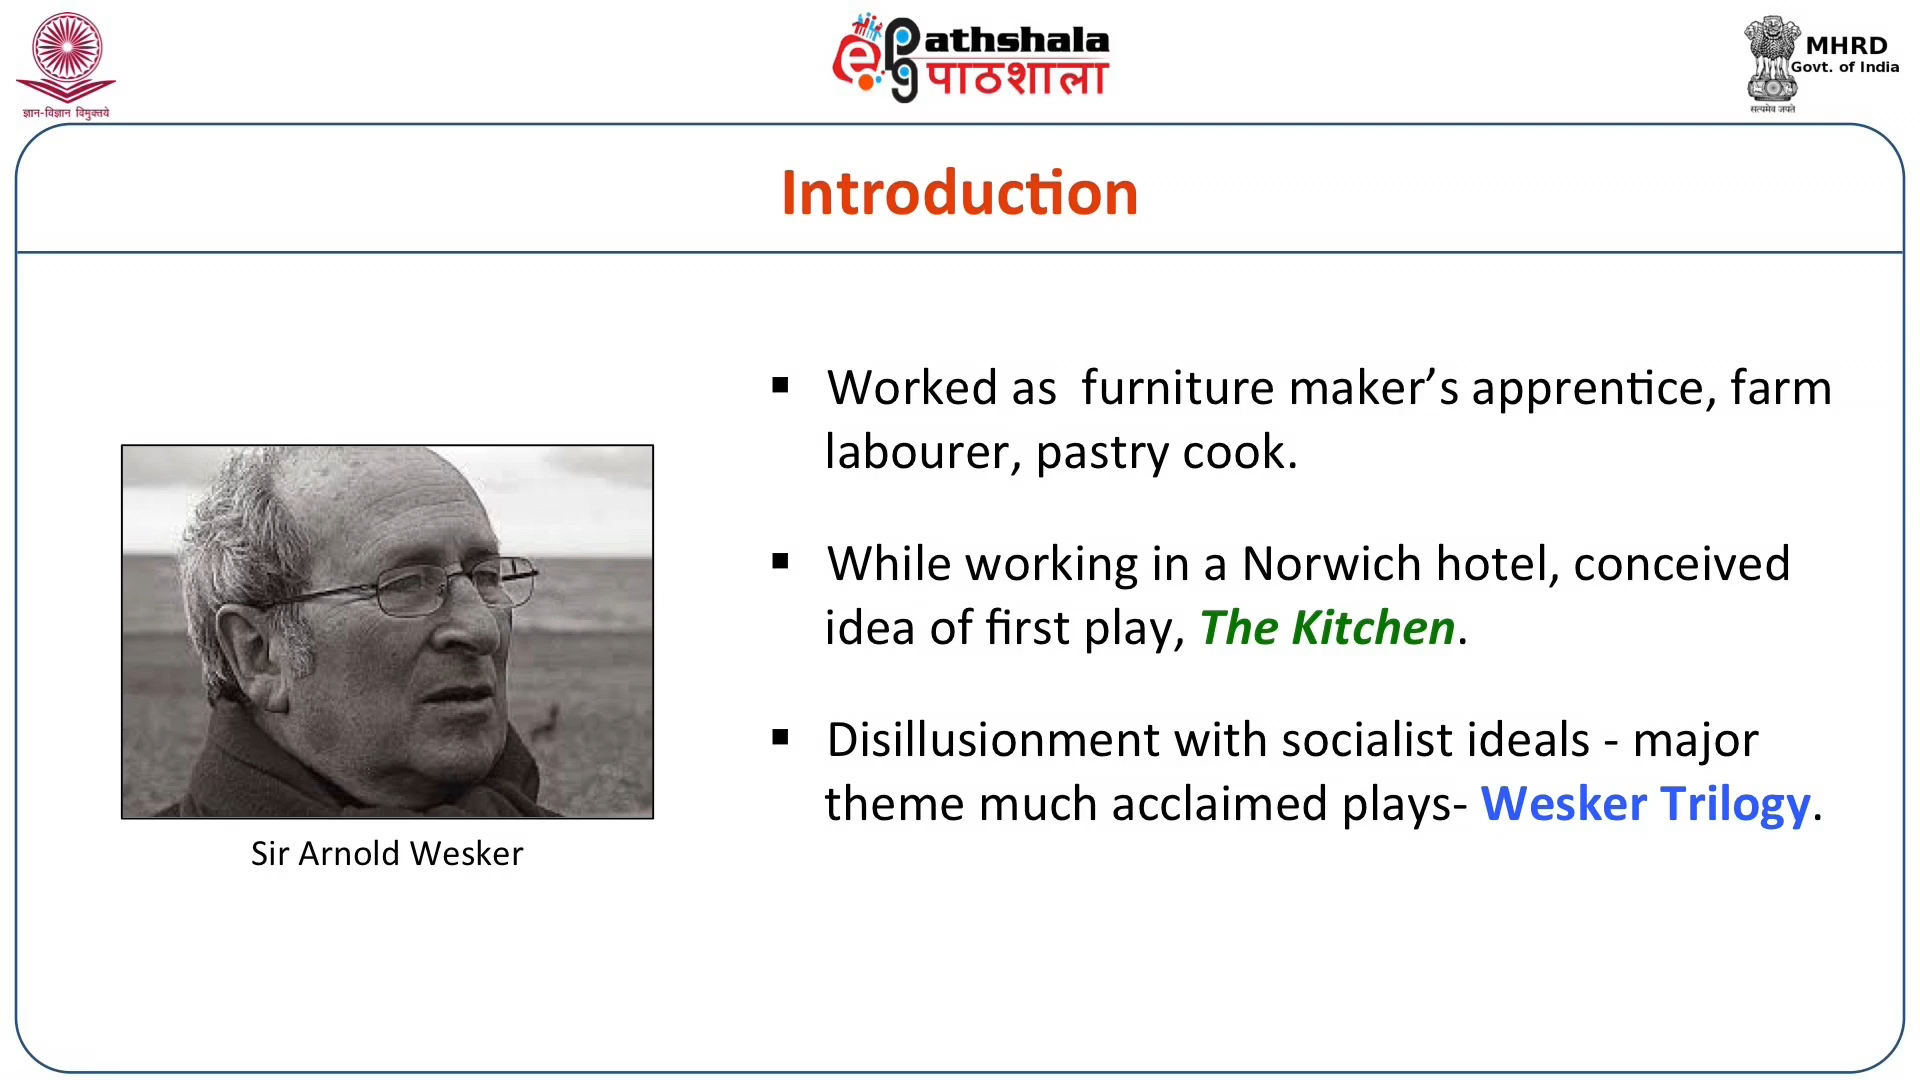 ज्ञान-विज्ञान विमुक्तये
ePG Pathshala
पाठशाला
MHRD
Govt. of India
सत्यमेव जयते
Introduction
▪ Worked as  furniture maker’s apprentice, farm
labourer, pastry cook.
▪ While working in a Norwich hotel, conceived
idea of first play, The Kitchen.
▪ Disillusionment with socialist ideals - major
theme much acclaimed plays- Wesker Trilogy.
Sir Arnold Wesker